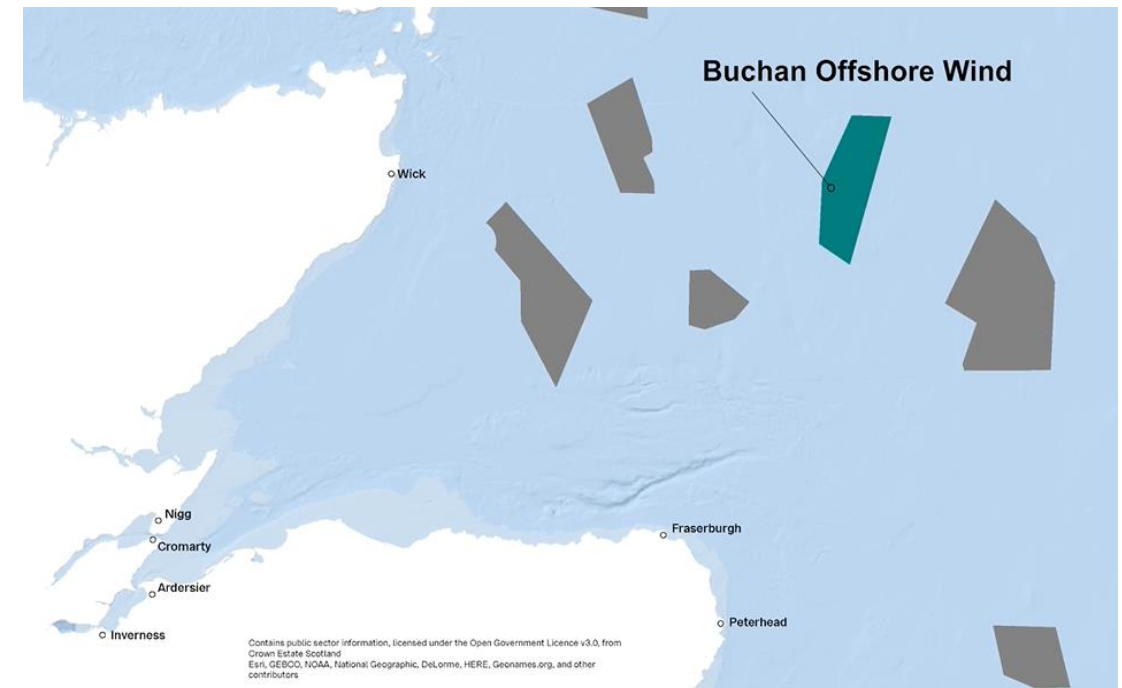 Buchan Offshore Wind
Wick
Nigg
Fraserburgh
Cromarty
Ardersier
Peterhead
Inverness
Contains public sector information, licensed under the Open Government Licence v3.0, from
Crown Estate Scotland
Esri, GEBCO, NOAA, National Geographic, DeLorme, HERE, Geonames.org, and other
contributors